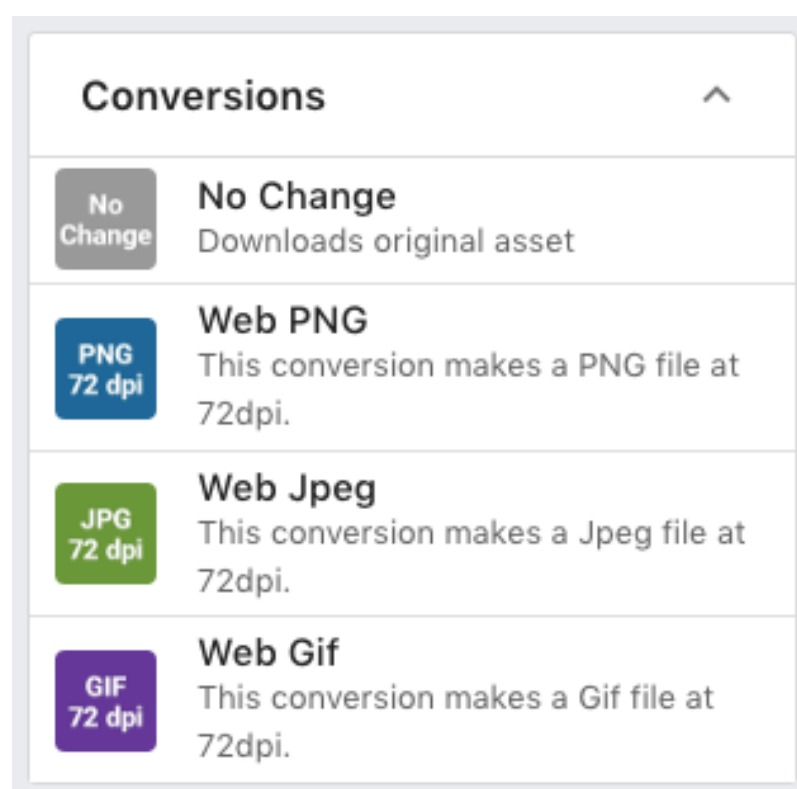 Conversions
No
Change
No Change
Downloads original asset
PNG
72 dpi
Web PNG
This conversion makes a PNG file at
72dpi.
JPG
72 dpi
Web Jpeg
This conversion makes a Jpeg file at
72dpi.
GIF
72 dpi
Web Gif
This conversion makes a Gif file at
72dpi.